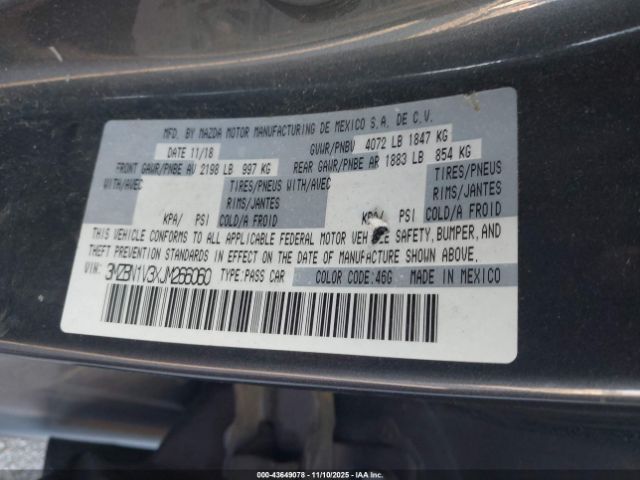 MFD. BY MAZDA MOTOR MANUFACTURING DE MEXICO S.A. DE C.V.
DATE 11/18 GVWR/PNBV 4072 LB 1847 KG
FRONT GAWR/PNBE AV 2198 LB 997 KG REAR GAWR/PNBE AR 1883 LB 854 KG
WITH/AVEC TIRES/PNEUS WITH/AVEC TIRES/PNEUS
RIMS/JANTES RIMS/JANTES
KPA/ PSI COLD/A FROID KPA/ PSI COLD/A FROID
THIS VEHICLE CONFORMS TO ALL APPLICABLE FEDERAL MOTOR VEHICLE SAFETY, BUMPER, AND
THEFT PREVENTION STANDARDS IN EFFECT ON THE DATE OF MANUFACTURE SHOWN ABOVE.
VIN: 3MZBN1V3XJM266060 TYPE:PASS CAR COLOR CODE:46G MADE IN MEXICO
000-43649078 - 11/10/2025 - IAAI.COM